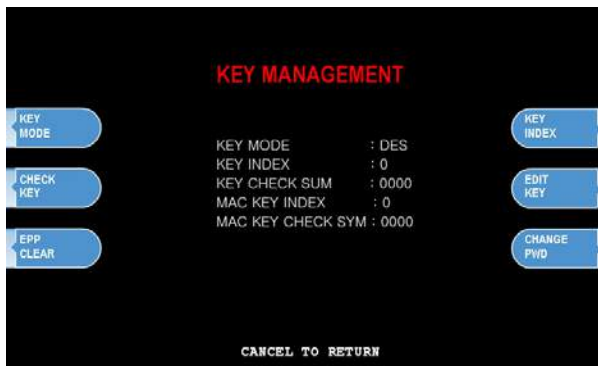 KEY MANAGEMENT
KEY
MODE
CHECK
KEY
EPP
CLEAR
KEY MODE : DES
KEY INDEX : 0
KEY CHECK SUM : 0000
MAC KEY INDEX : 0
MAC KEY CHECK SYM : 0000
KEY
INDEX
EDIT
KEY
CHANGE
PWD
CANCEL TO RETURN